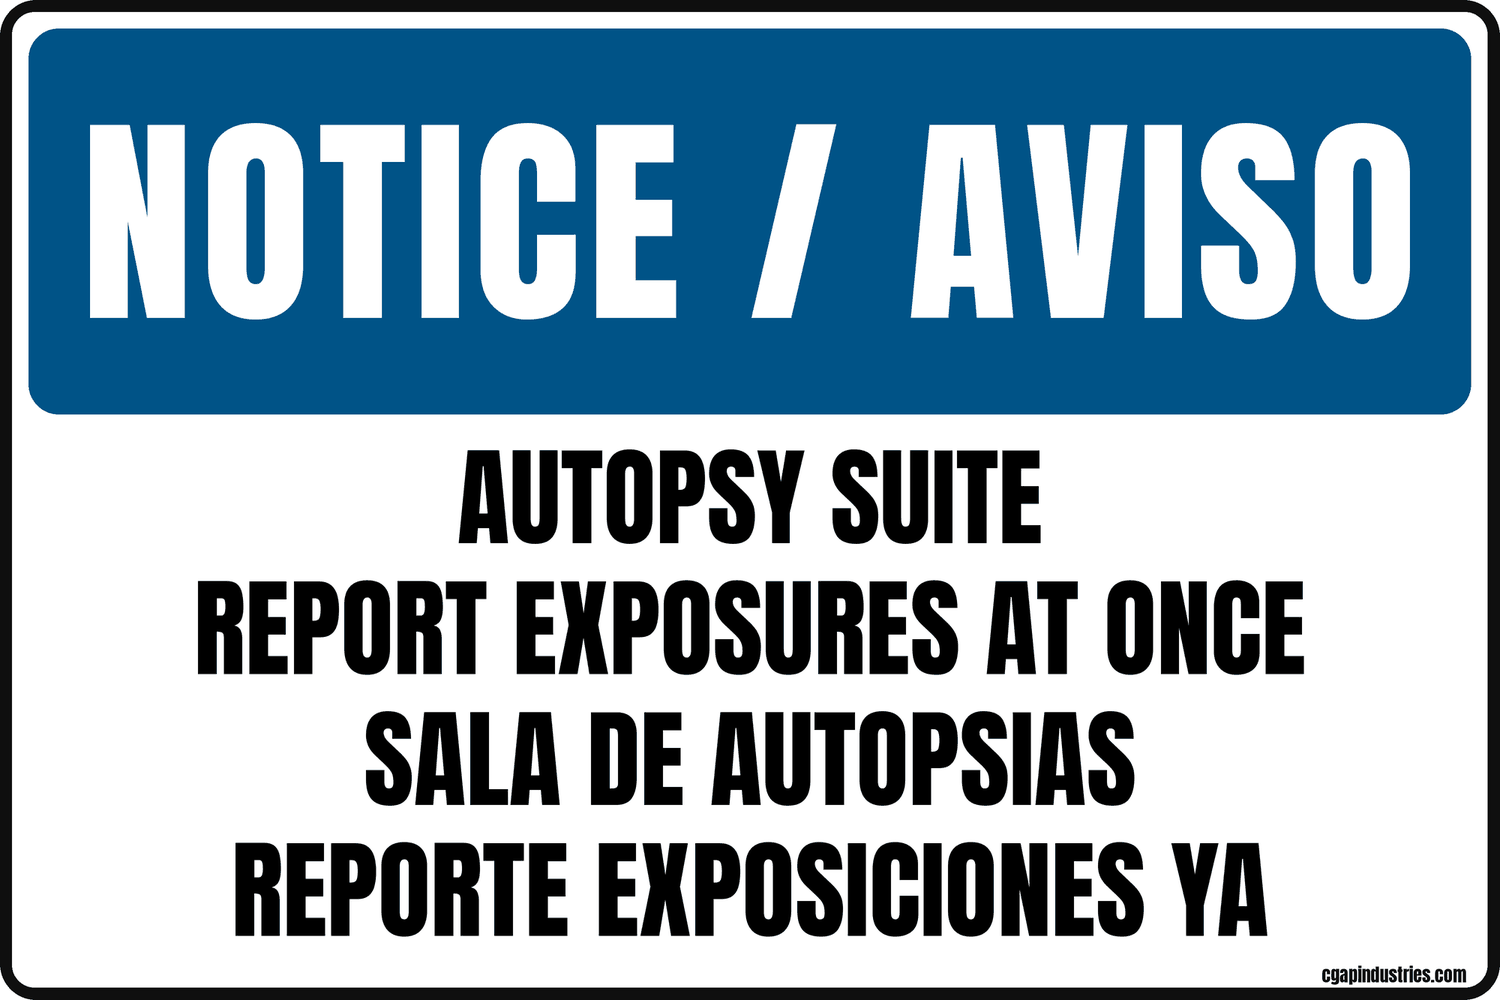 NOTICE / AVISO
AUTOPSY SUITE
REPORT EXPOSURES AT ONCE
SALA DE AUTOPSIAS
REPORTE EXPOSICIONES YA
cgapindustries.com